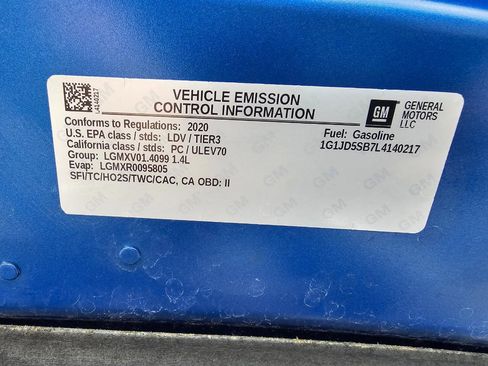 4140217
VEHICLE EMISSION
CONTROL INFORMATION
GM
GENERAL
MOTORS
LLC
Conforms to Regulations: 2020
Fuel: Gasoline
U.S. EPA class / stds: LDV / TIER3
1G1JD5SB7L4140217
California class / stds: PC / ULEV70
Group: LGMXV01.4099 1.4L
Evap: LGMXR0095805
SFI/TC/HO2S/TWC/CAC, CA OBD: II